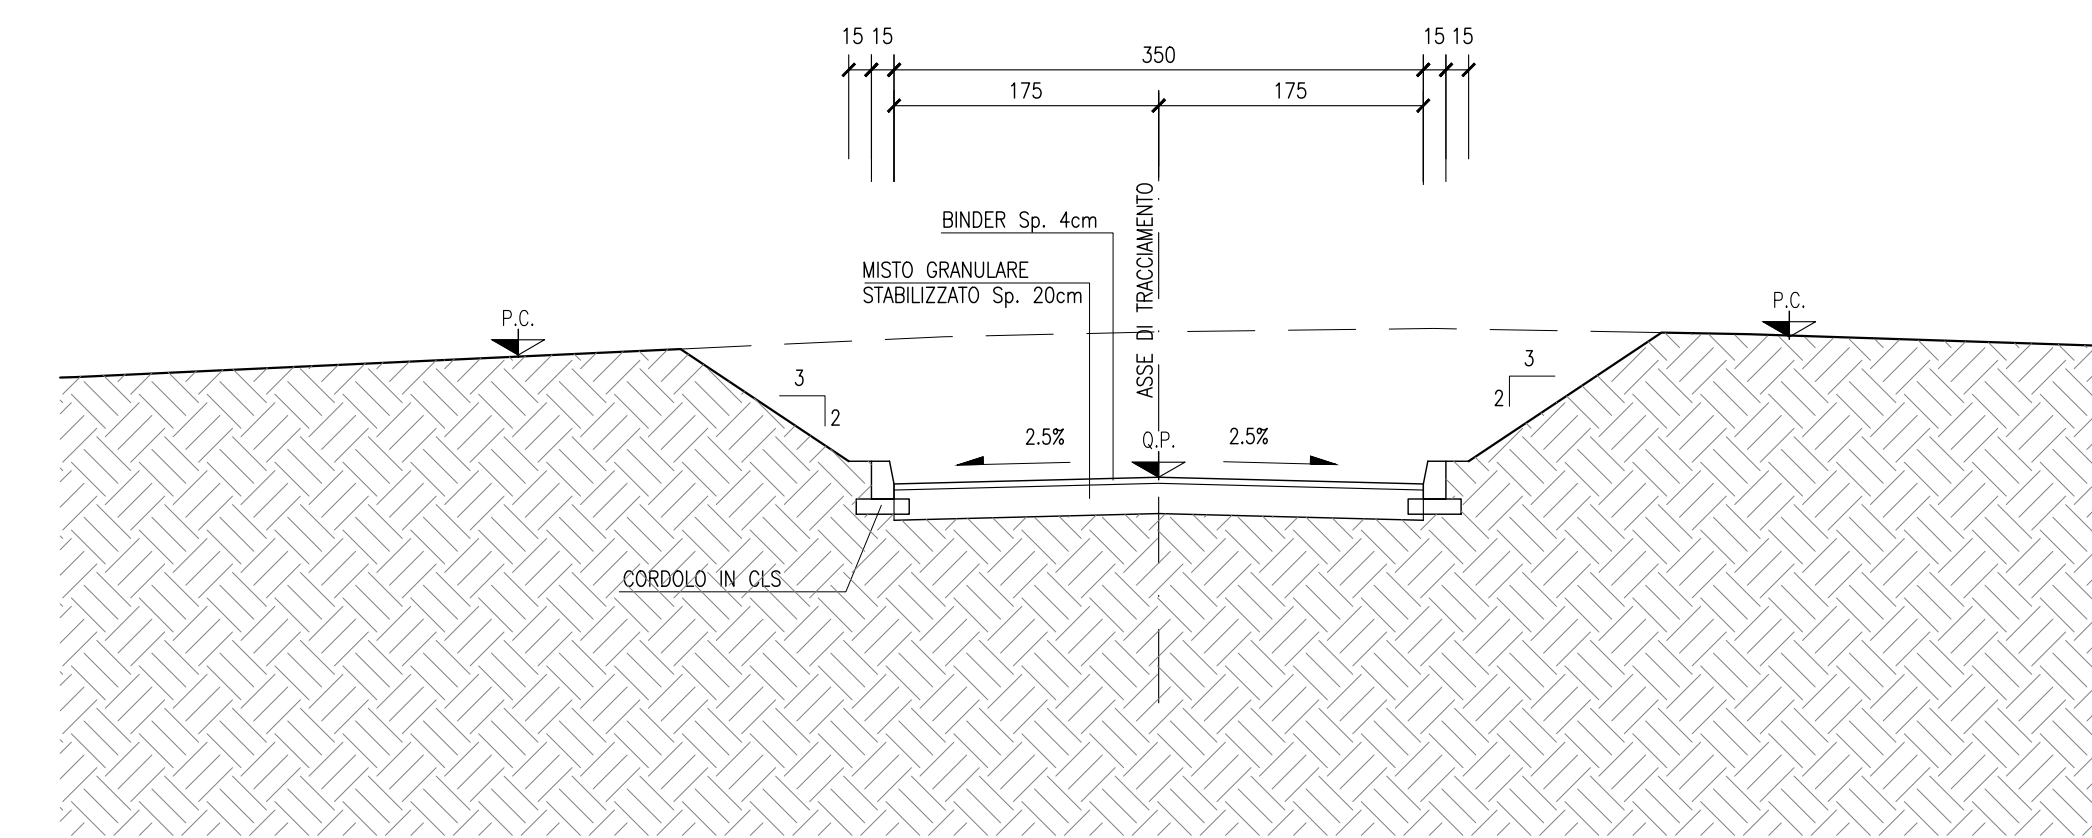 15 15
350
15 15
175
175
ASSE DI TRACCIAMENTO
BINDER Sp. 4cm
MISTO GRANULARE
STABILIZZATO Sp. 20cm
P.C.
P.C.
3
2
3
2
2.5%
Q.P.
2.5%
CORDOLO IN CLS